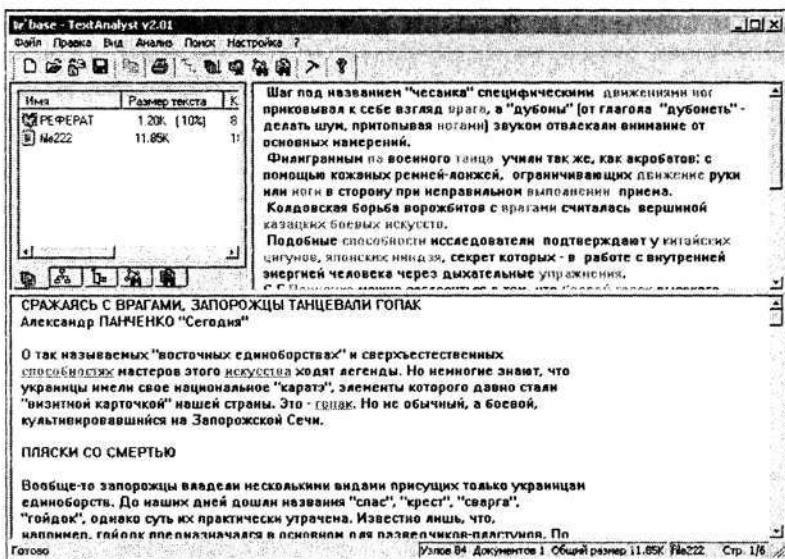 base - TextAnalyst v2.01
Файл Правка Вид Анализ Поиск Настройка ?
Имя Размер текста К
РЕФЕРАТ 1.20К (10%) 8
file222 11.85К 1
Шаг под названием "чесанка" специфическими движениями ног
приковывал к себе взгляд врага, а "дубоны" (от глагола "дубонеть" -
делать шум, притопывая ногами) звуком отвлекали внимание от
основных намерений.
Филигранным па военного танца учили так же, как акробатов: с
помощью кожаных ремней-лонжей, ограничивающих движение руки
или ноги в сторону при неправильном выполнении приема.
Колдовская борьба ворожбитов с врагами считалась вершиной
казацких боевых искусств.
Подобные способности исследователи подтверждают у китайских
цигунов, японских ниндзя, секрет которых - в работе с внутренней
энергией человека через дыхательные упражнения.
СРАЖАЯСЬ С ВРАГАМИ, ЗАПОРОЖЦЫ ТАНЦЕВАЛИ ГОПАК
Александр ПАНЧЕНКО "Сегодня"
О так называемых "восточных единоборствах" и сверхъестественных
способностях мастеров этого искусства ходят легенды. Но немногие знают, что
украинцы имели свое национальное "каратэ", элементы которого давно стали
"визитной карточкой" нашей страны. Это - гопак. Но не обычный, а боевой,
культивировавшийся на Запорожской Сечи.
ПЛЯСКИ СО СМЕРТЬЮ
Вообще-то запорожцы владели несколькими видами присущих только украинцам
единоборств. До наших дней дошли названия "спас", "крест", "сварга",
"гойдок", однако суть их практически утрачена. Известно лишь, что,
например, гойдок предназначался в основном для разведчиков-пластунов. По
Готово Узлов 84 Документов 1 Общий размер 11.85К file222 Стр. 1/6